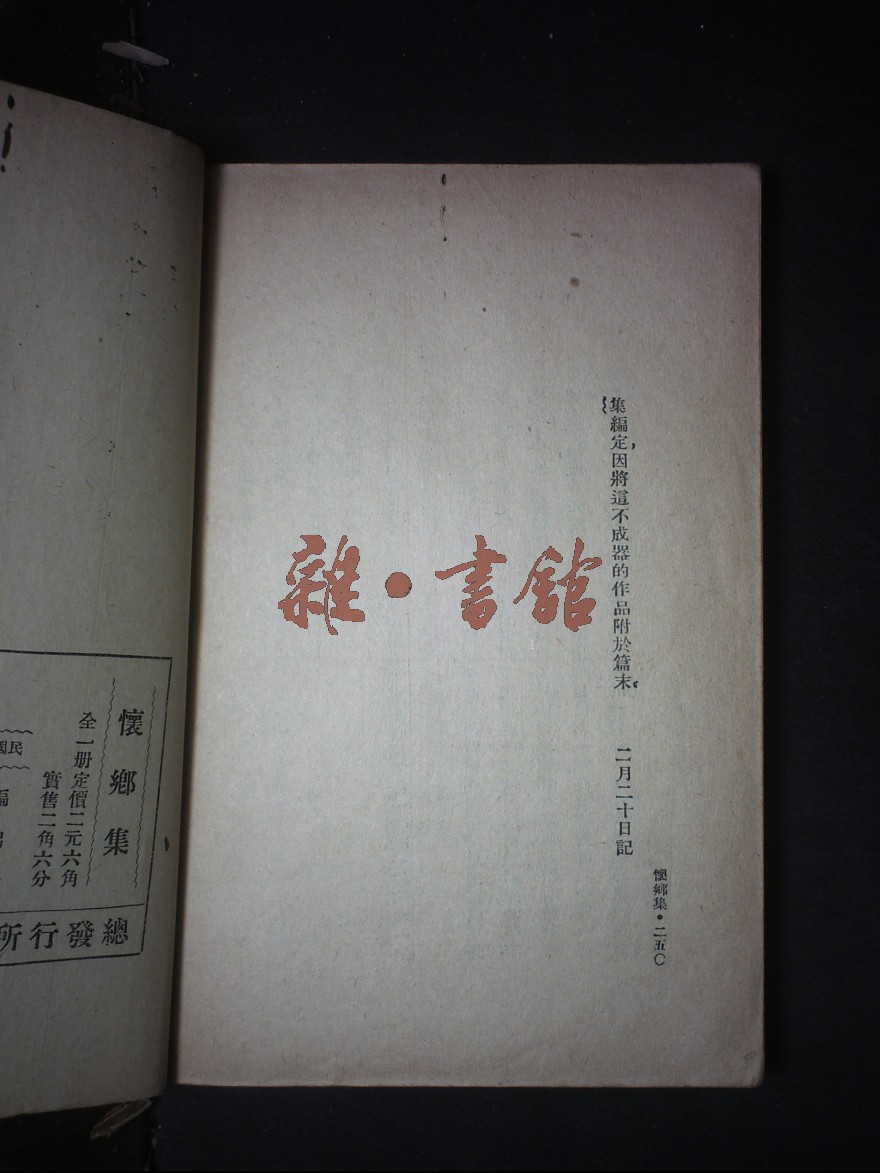 集編定，因將這不成器的作品附於篇末。
二月二十日記
懷鄉集·二五〇
雜·書館
懷鄉集
全一册定價二元六角
實售二角六分
國民
總發行所